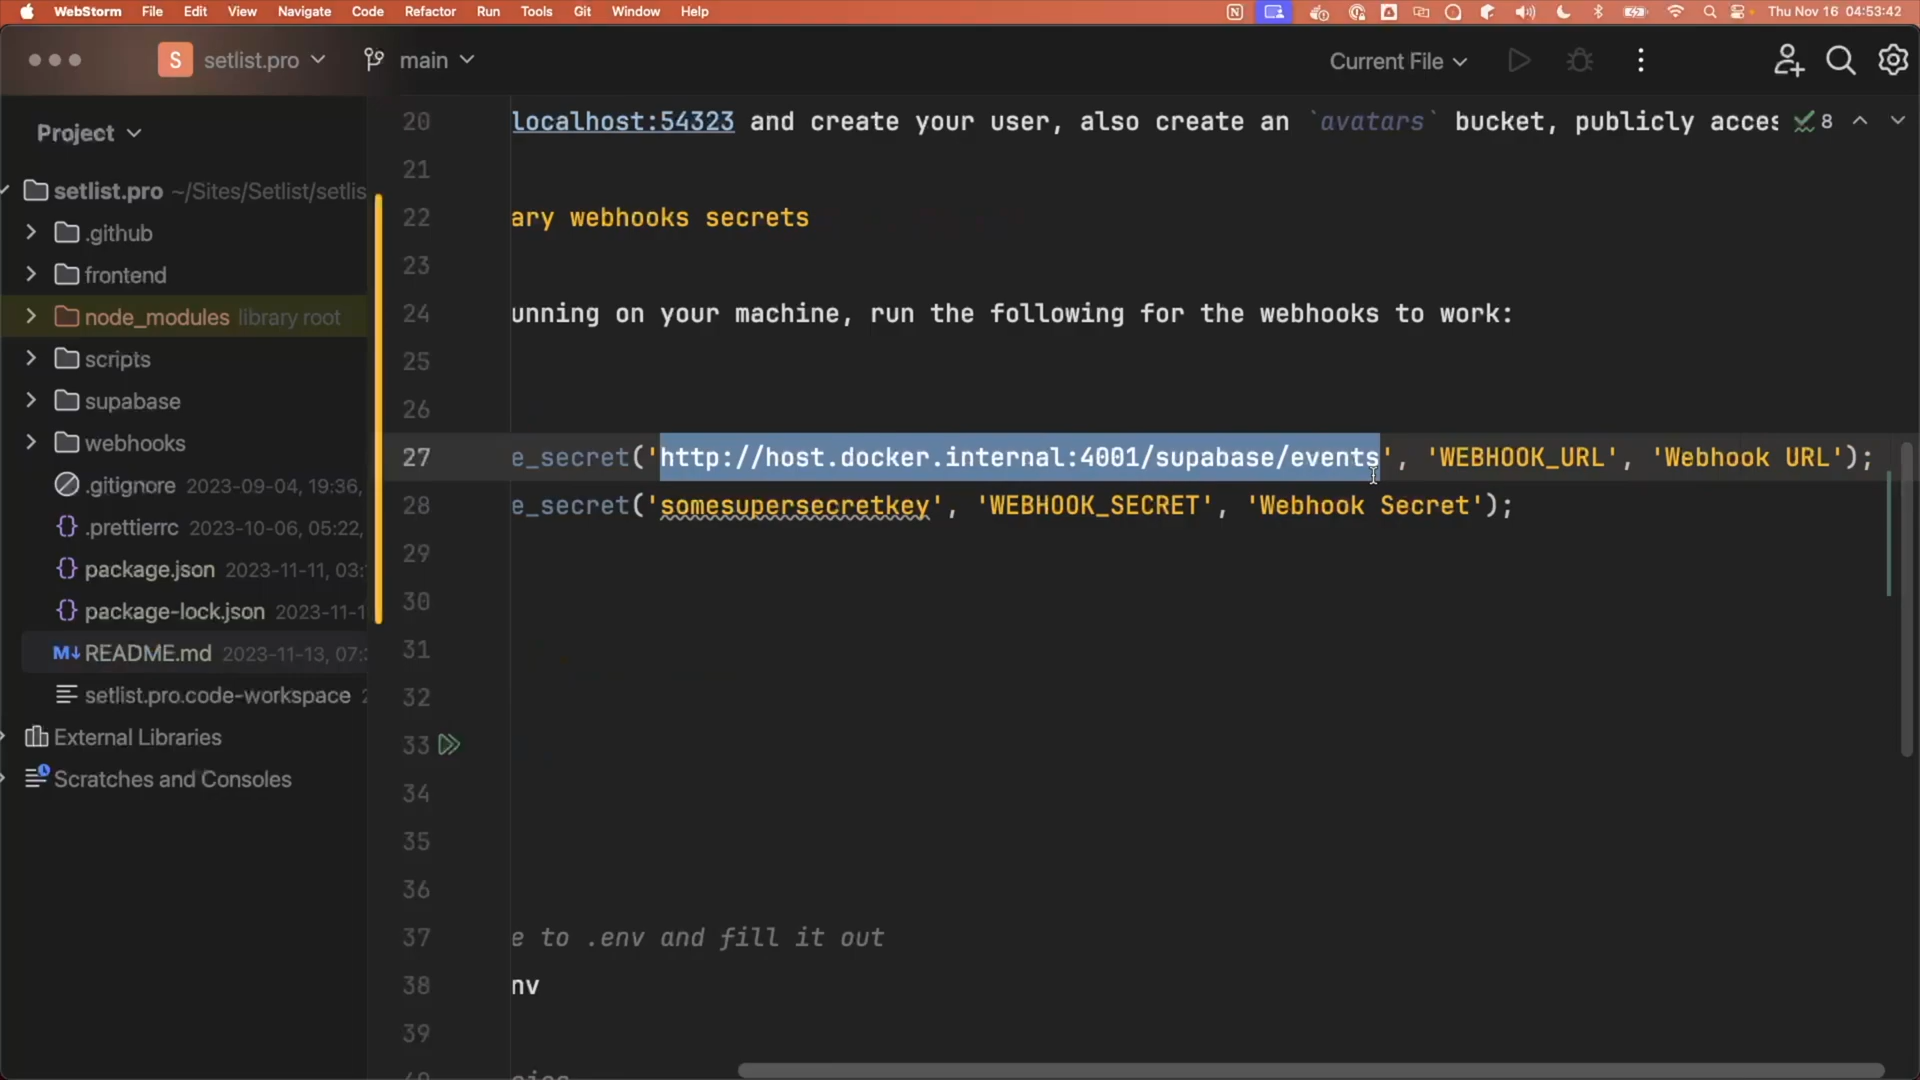 WebStorm File Edit View Navigate Code Refactor Run Tools Git Window Help Thu Nov 16 04:53:42
S setlist.pro main Current File
Project
setlist.pro ~/Sites/Setlist/setlis
.github
frontend
node_modules library root
scripts
supabase
webhooks
.gitignore 2023-09-04, 19:36,
.prettierrc 2023-10-06, 05:22,
package.json 2023-11-11, 03:
package-lock.json 2023-11-1
README.md 2023-11-13, 07:
setlist.pro.code-workspace 2
External Libraries
Scratches and Consoles
20 localhost:54323 and create your user, also create an `avatars` bucket, publicly acces 8
21
22 ary webhooks secrets
23
24 unning on your machine, run the following for the webhooks to work:
25
26
27 e_secret('http://host.docker.internal:4001/supabase/events', 'WEBHOOK_URL', 'Webhook URL');
28 e_secret('somesupersecretkey', 'WEBHOOK_SECRET', 'Webhook Secret');
29
30
31
32
33
34
35
36
37 e to .env and fill it out
38 nv
39